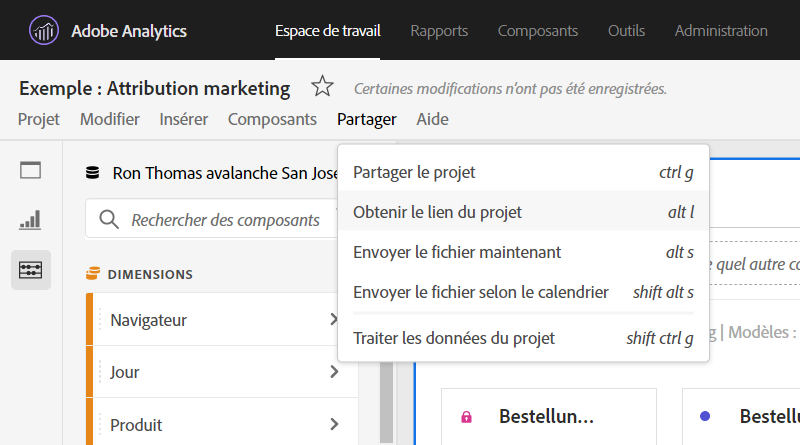 Adobe Analytics
Espace de travail
Rapports
Composants
Outils
Administration
Exemple : Attribution marketing
Certaines modifications n'ont pas été enregistrées.
Projet
Modifier
Insérer
Composants
Partager
Aide
Ron Thomas avalanche San Jose
Rechercher des composants
DIMENSIONS
Navigateur
Jour
Produit
Partager le projet ctrl g
Obtenir le lien du projet alt l
Envoyer le fichier maintenant alt s
Envoyer le fichier selon le calendrier shift alt s
Traiter les données du projet shift ctrl g
quel autre
| Modèles :
Bestellun...